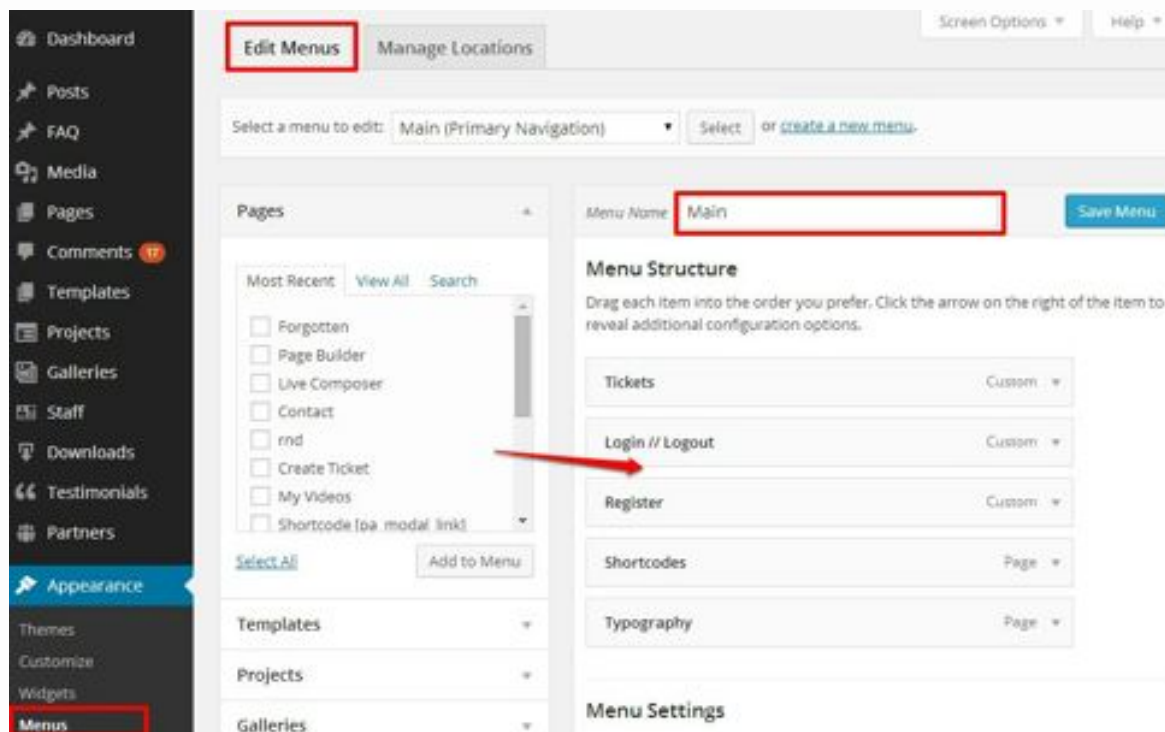 Dashboard
Posts
FAQ
Media
Pages
Comments 17
Templates
Projects
Galleries
Staff
Downloads
Testimonials
Partners
Appearance
Themes
Customize
Widgets
Menus
Screen Options
Help
Edit Menus
Manage Locations
Select a menu to edit: Main (Primary Navigation) Select or create a new menu.
Pages
Most Recent View All Search
Forgotten
Page Builder
Live Composer
Contact
rnd
Create Ticket
My Videos
Shortcode [pa_modal_link]
Select All Add to Menu
Templates
Projects
Galleries
Menu Name Main Save Menu
Menu Structure
Drag each item into the order you prefer. Click the arrow on the right of the item to
reveal additional configuration options.
Tickets Custom
Login // Logout Custom
Register Custom
Shortcodes Page
Typography Page
Menu Settings